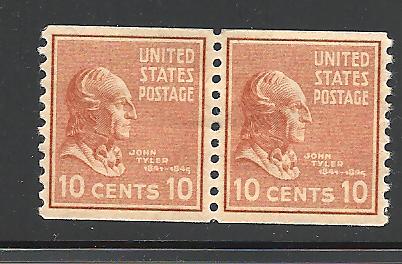 UNITED
STATES
POSTAGE
JOHN
TYLER
1841-1845
10 CENTS 10
UNITED
STATES
POSTAGE
JOHN
TYLER
1841-1845
10 CENTS 10